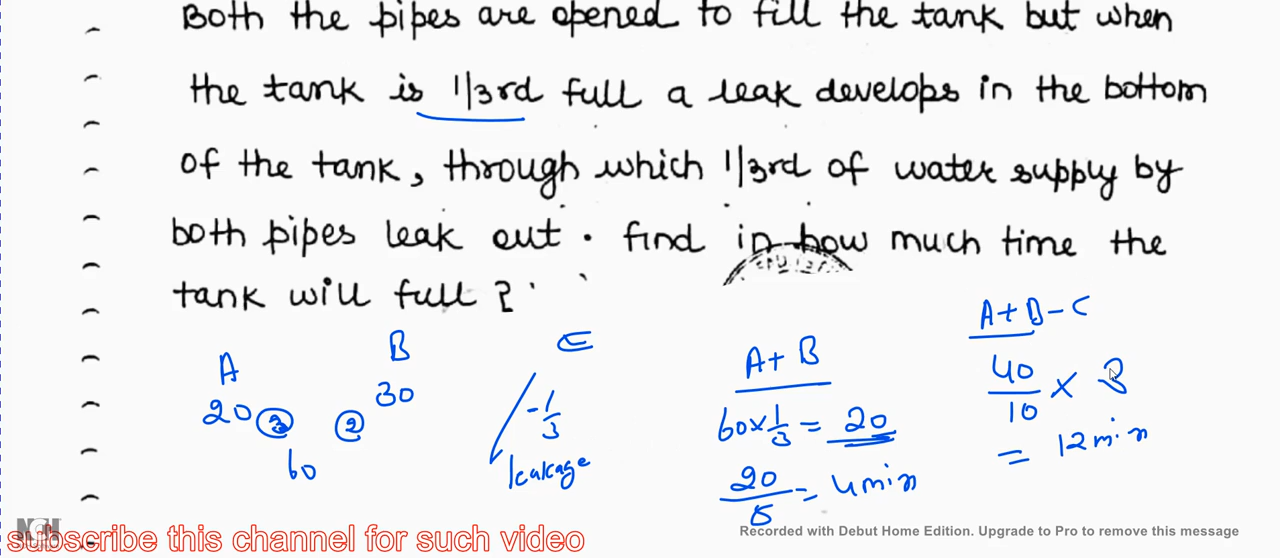 Both the pipes are opened to fill the tank but when
the tank is 1/3rd full a leak develops in the bottom
of the tank, through which 1/3rd of water supply by
both pipes leak out. find in how much time the
tank will full?
A
20 3
B
30
2
60
C
-1/3
leakage
A+B
60×1/3 = 20
20/5 = 4min
A+B-C
40/10 × 3
= 12min
subscribe this channel for such video
Recorded with Debut Home Edition. Upgrade to Pro to remove this message